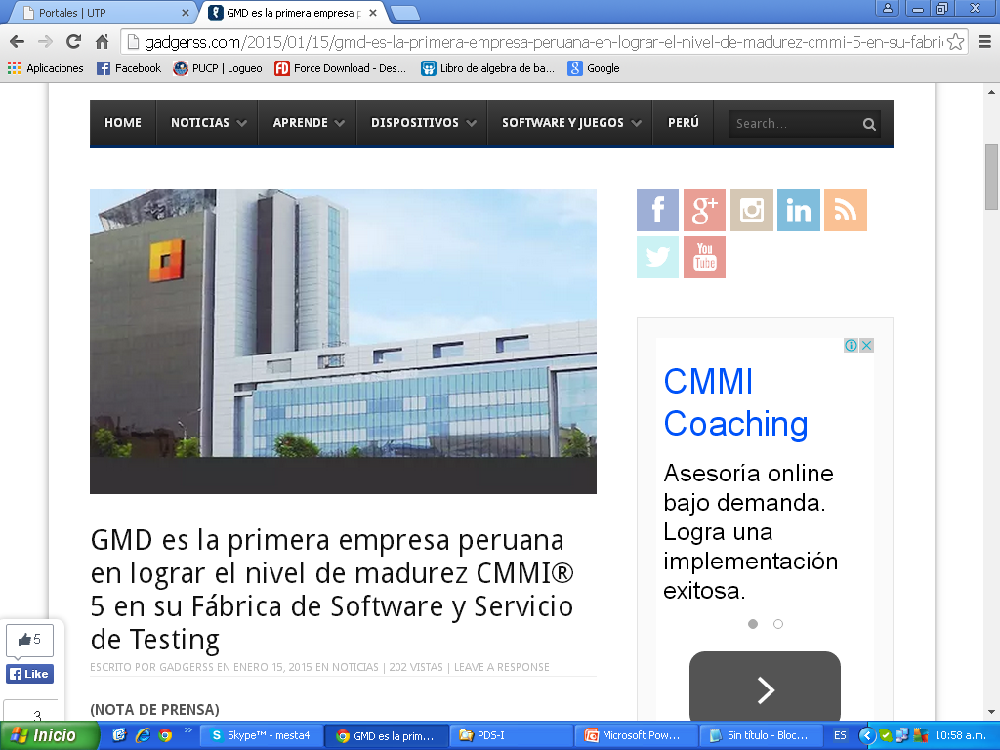 Portales | UTP
GMD es la primera empresa p
gadgerss.com/2015/01/15/gmd-es-la-primera-empresa-peruana-en-lograr-el-nivel-de-madurez-cmmi-5-en-su-fabri
Aplicaciones Facebook PUCP | Logueo Force Download - Des... Libro de algebra de ba... Google
HOME NOTICIAS APRENDE DISPOSITIVOS SOFTWARE Y JUEGOS PERÚ Search...
You
Tube
CMMI
Coaching
Asesoría online
bajo demanda.
Logra una
implementación
exitosa.
GMD es la primera empresa peruana
en lograr el nivel de madurez CMMI®
5 en su Fábrica de Software y Servicio
de Testing
ESCRITO POR GADGERSS EN ENERO 15, 2015 EN NOTICIAS | 202 VISTAS | LEAVE A RESPONSE
(NOTA DE PRENSA)
5
Like
3
Inicio Skype™ - mesta4 GMD es la prim... PDS-I Microsoft Pow... Sin título - Bloc... ES 10:58 a.m.